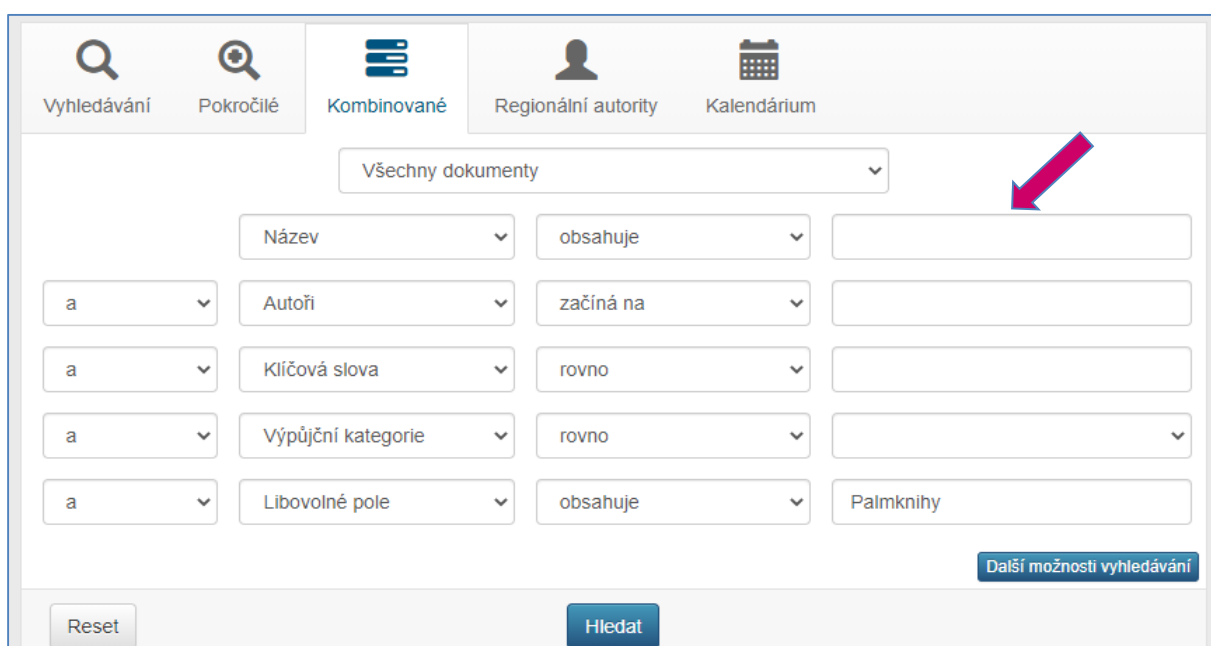 Vyhledávání Pokročilé Kombinované Regionální autority Kalendárium
Všechny dokumenty
Název obsahuje
a Autoři začíná na
a Klíčová slova rovno
a Výpůjční kategorie rovno
a Libovolné pole obsahuje Palmknihy
Další možnosti vyhledávání
Reset Hledat